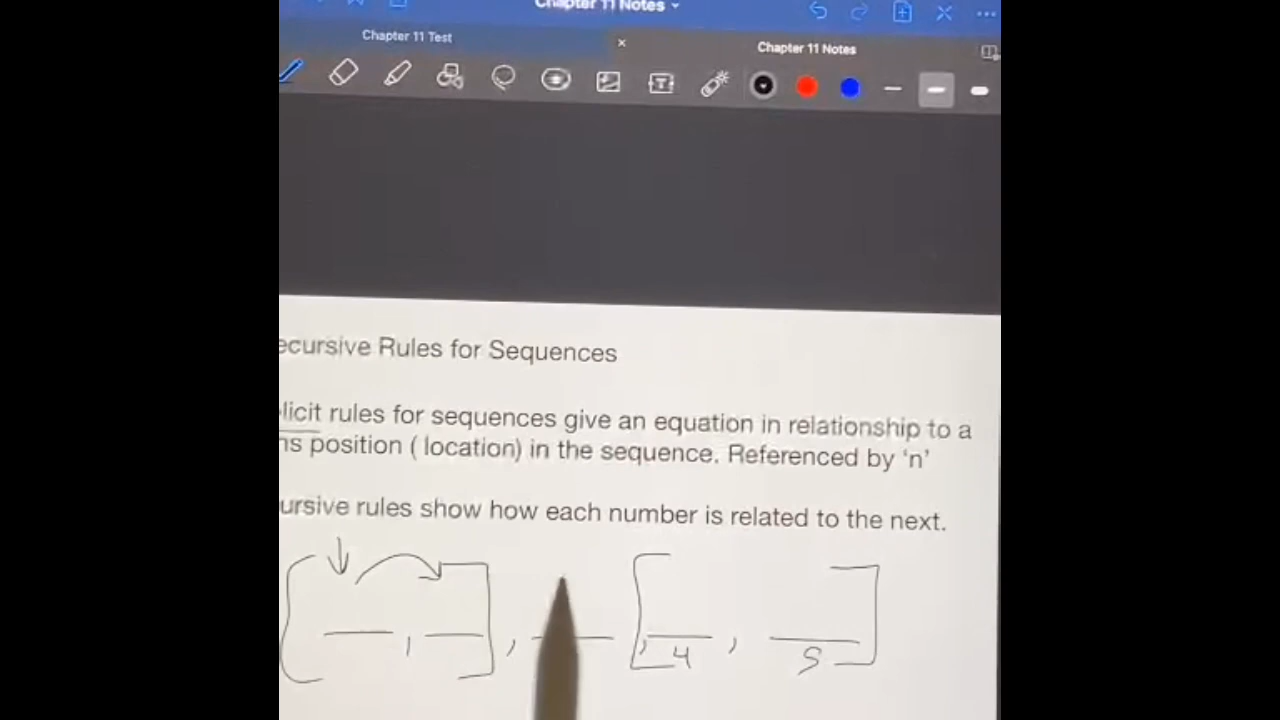 Chapter 11 Notes
Chapter 11 Test
Chapter 11 Notes
ecursive Rules for Sequences
licit rules for sequences give an equation in relationship to a
ns position ( location) in the sequence. Referenced by ‘n’
ursive rules show how each number is related to the next.
, , , ,
4 5